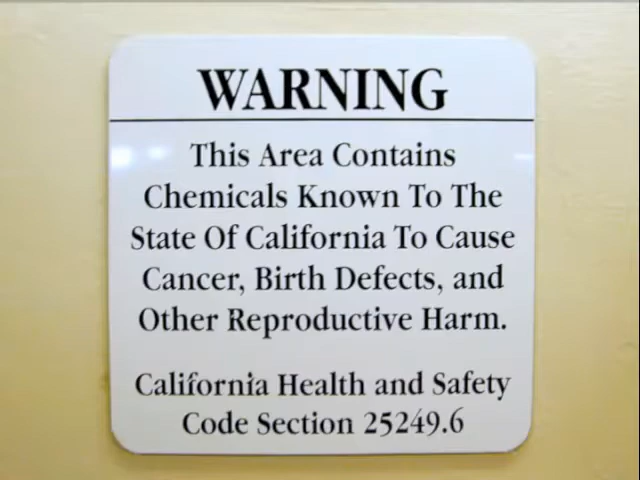 WARNING
This Area Contains
Chemicals Known To The
State Of California To Cause
Cancer, Birth Defects, and
Other Reproductive Harm.
California Health and Safety
Code Section 25249.6